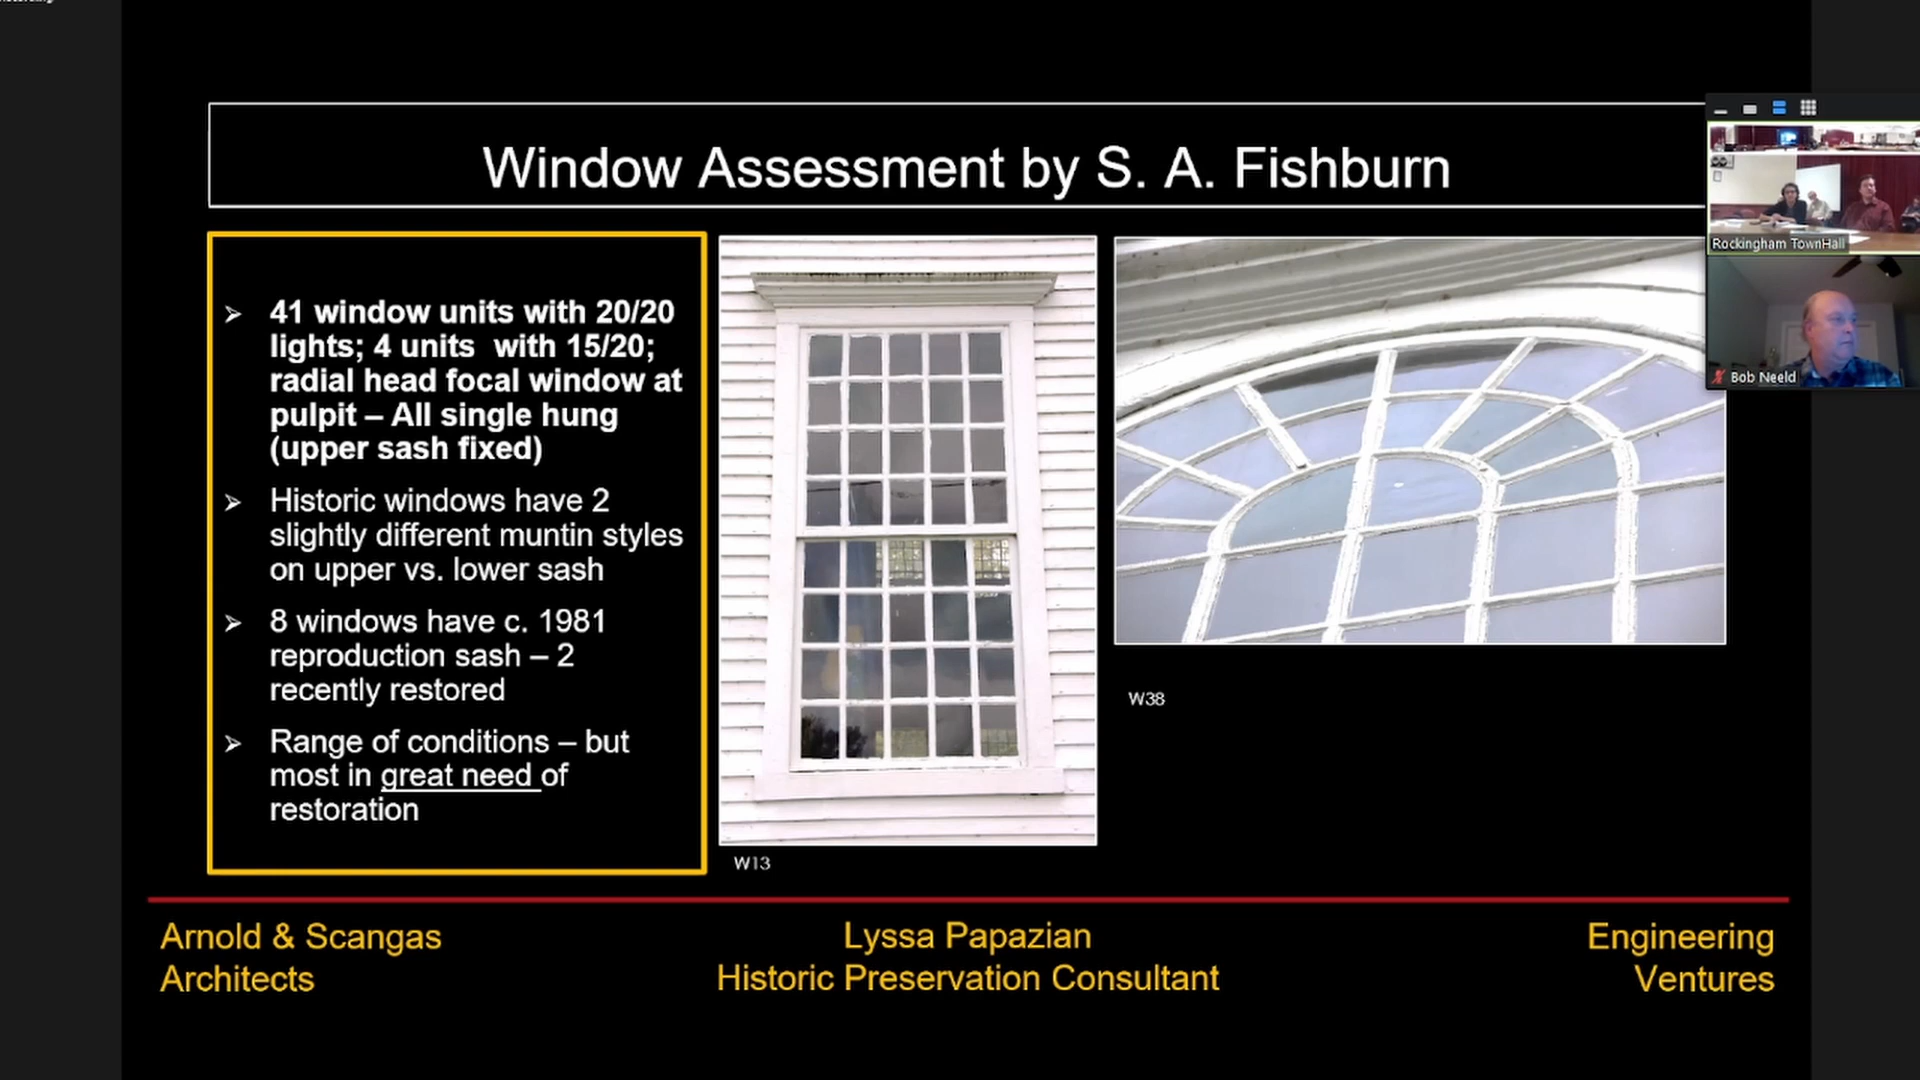 Window Assessment by S. A. Fishburn
➢ 41 window units with 20/20
lights; 4 units with 15/20;
radial head focal window at
pulpit – All single hung
(upper sash fixed)
➢ Historic windows have 2
slightly different muntin styles
on upper vs. lower sash
➢ 8 windows have c. 1981
reproduction sash – 2
recently restored
➢ Range of conditions – but
most in great need of
restoration
W13
W38
Rockingham TownHall
Bob Neeld
Arnold & Scangas
Architects
Lyssa Papazian
Historic Preservation Consultant
Engineering
Ventures